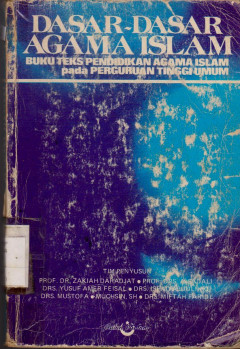 DASAR-DASAR
AGAMA ISLAM
BUKU TEKS PENDIDIKAN AGAMA ISLAM
pada PERGURUAN TINGGI UMUM
TIM PENYUSUN
PROF. DR. ZAKIAH DARADJAT ● PROF. DRS.
DRS. YUSUF AMER FEISAL ● DRS.
DRS. MUSTOFA ● MUCHSIN, SH ● DRS. MIFTAH FARIDL